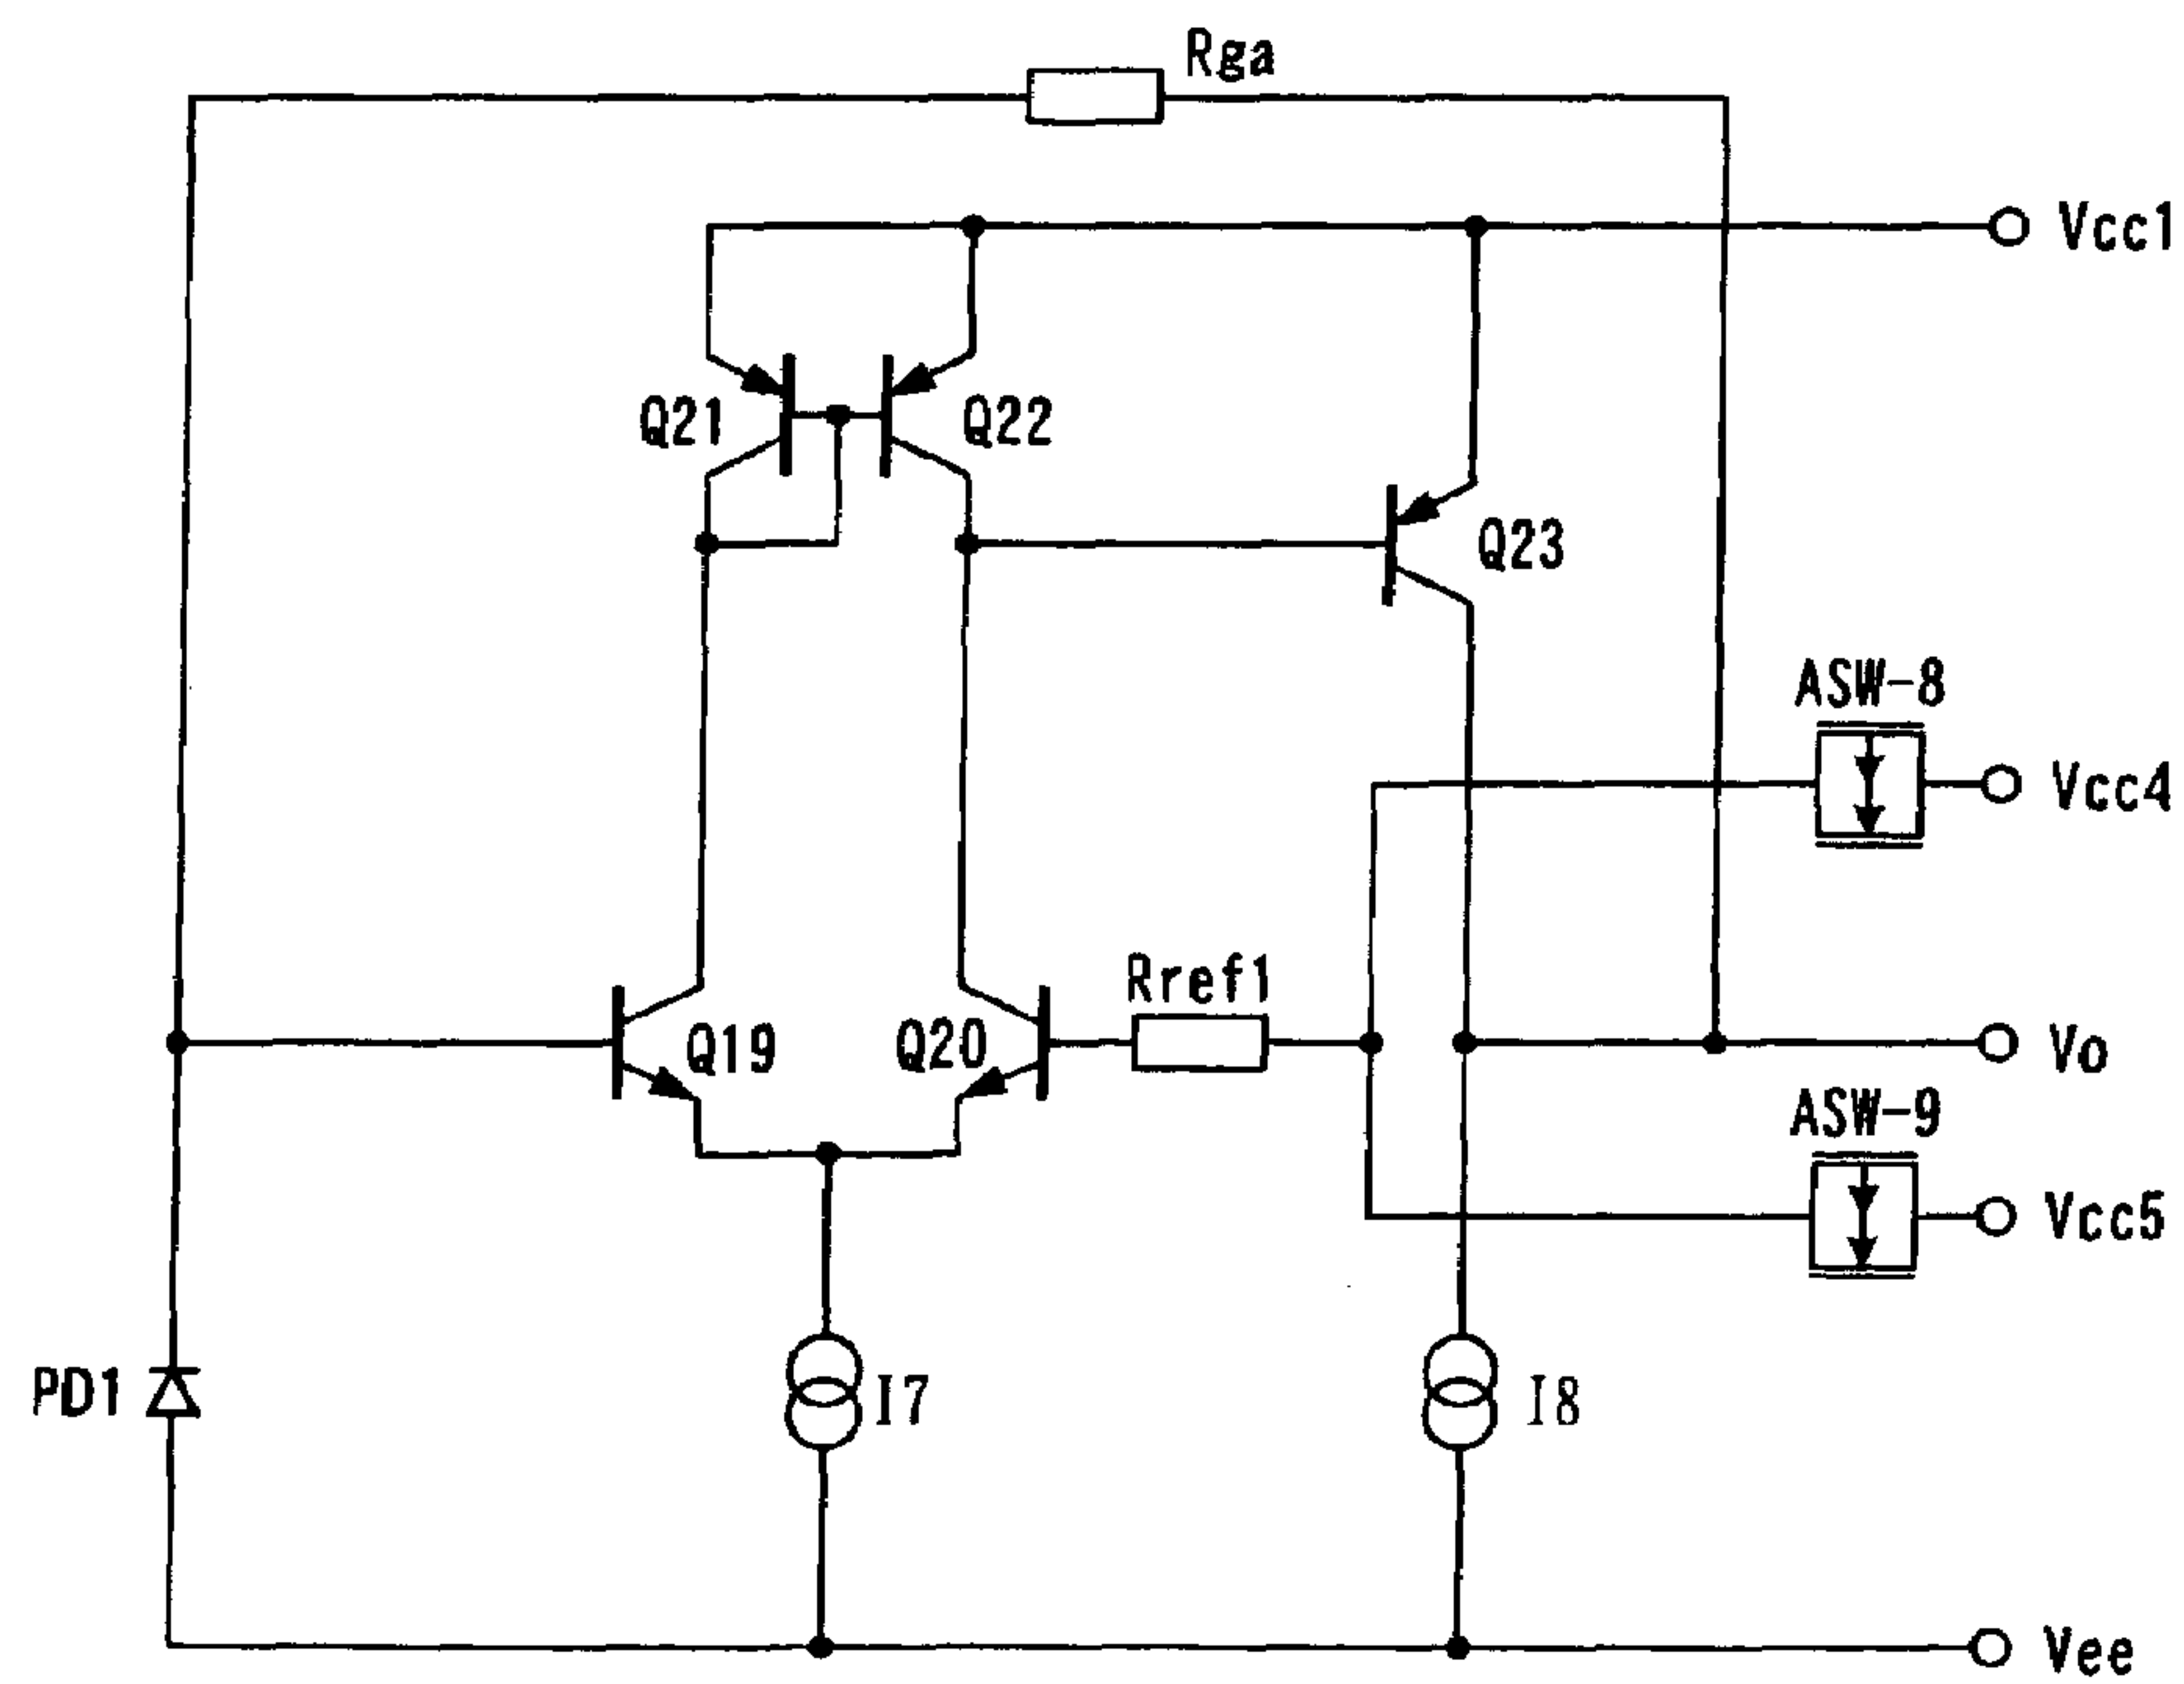 Rga
Vcc1
Q21
Q22
Q23
ASW-8
Vcc4
Rref1
Q19
Q20
Vo
ASW-9
Vcc5
PD1
I7
I8
Vee